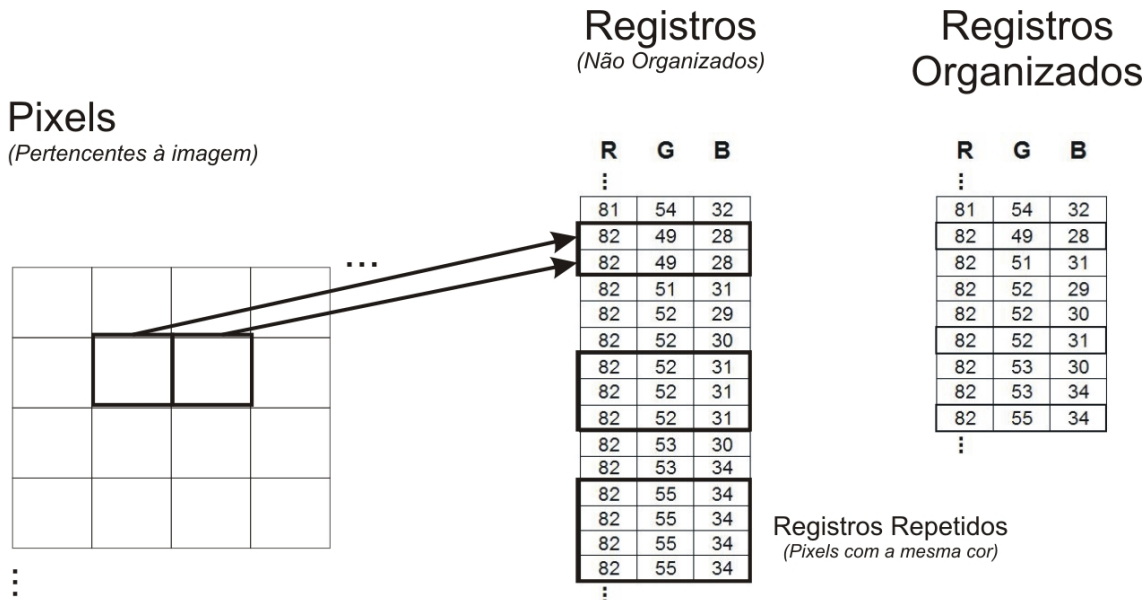 Pixels
(Pertencentes à imagem)
...
⋮
Registros
(Não Organizados)
R G B
⋮
81 54 32
82 49 28
82 49 28
82 51 31
82 52 29
82 52 30
82 52 31
82 52 31
82 52 31
82 53 30
82 53 34
82 55 34
82 55 34
82 55 34
82 55 34
⋮
Registros Repetidos
(Pixels com a mesma cor)
Registros
Organizados
R G B
⋮
81 54 32
82 49 28
82 51 31
82 52 29
82 52 30
82 52 31
82 53 30
82 53 34
82 55 34
⋮